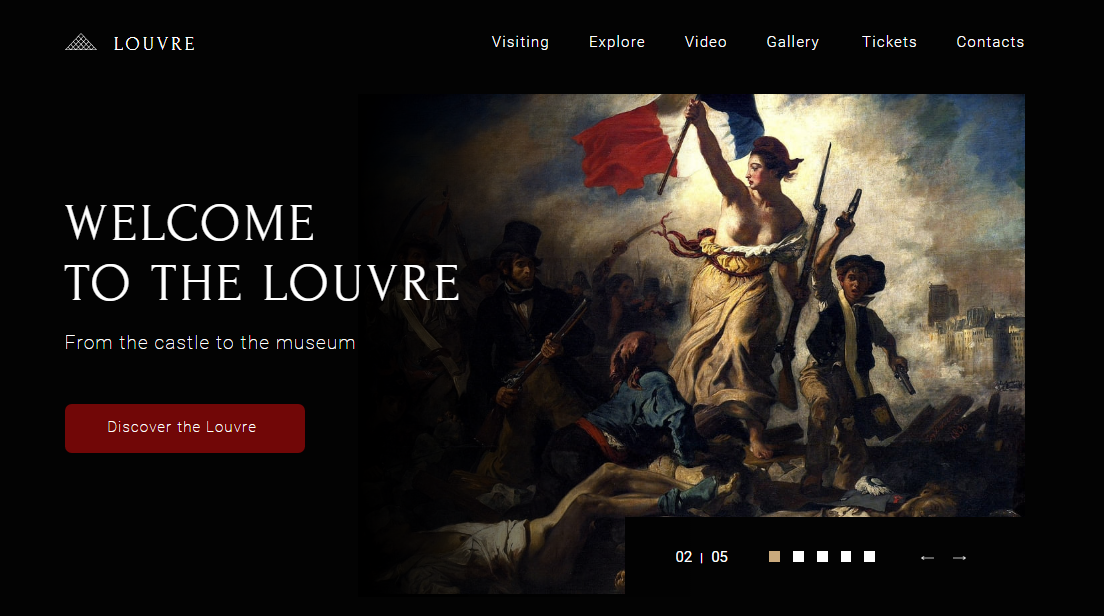 LOUVRE
Visiting Explore Video Gallery Tickets Contacts
WELCOME
TO THE LOUVRE
From the castle to the museum
Discover the Louvre
02 | 05